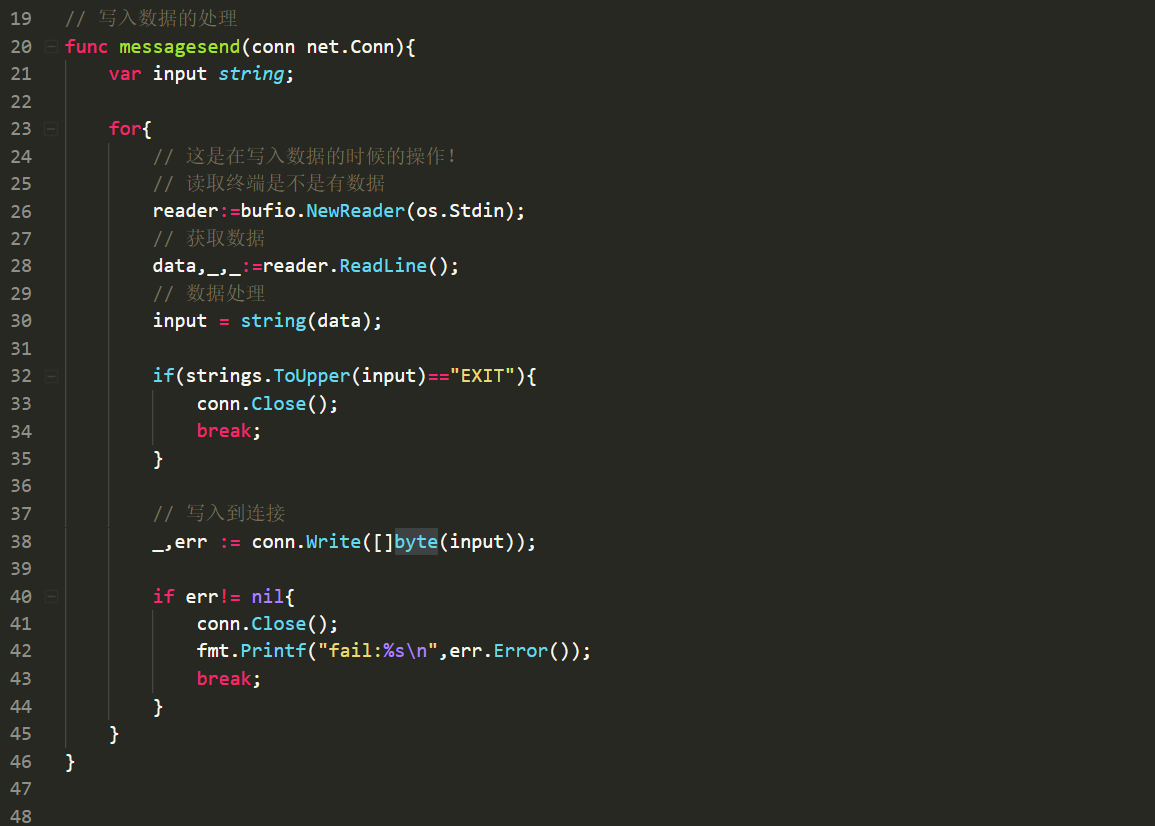 19 // 写入数据的处理
20 func messagesend(conn net.Conn){
21 var input string;
22
23 for{
24 // 这是在写入数据的时候的操作！
25 // 读取终端是不是有数据
26 reader:=bufio.NewReader(os.Stdin);
27 // 获取数据
28 data,_,_:=reader.ReadLine();
29 // 数据处理
30 input = string(data);
31
32 if(strings.ToUpper(input)=="EXIT"){
33 conn.Close();
34 break;
35 }
36
37 // 写入到连接
38 _,err := conn.Write([]byte(input));
39
40 if err!= nil{
41 conn.Close();
42 fmt.Printf("fail:%s\n",err.Error());
43 break;
44 }
45 }
46 }
47
48